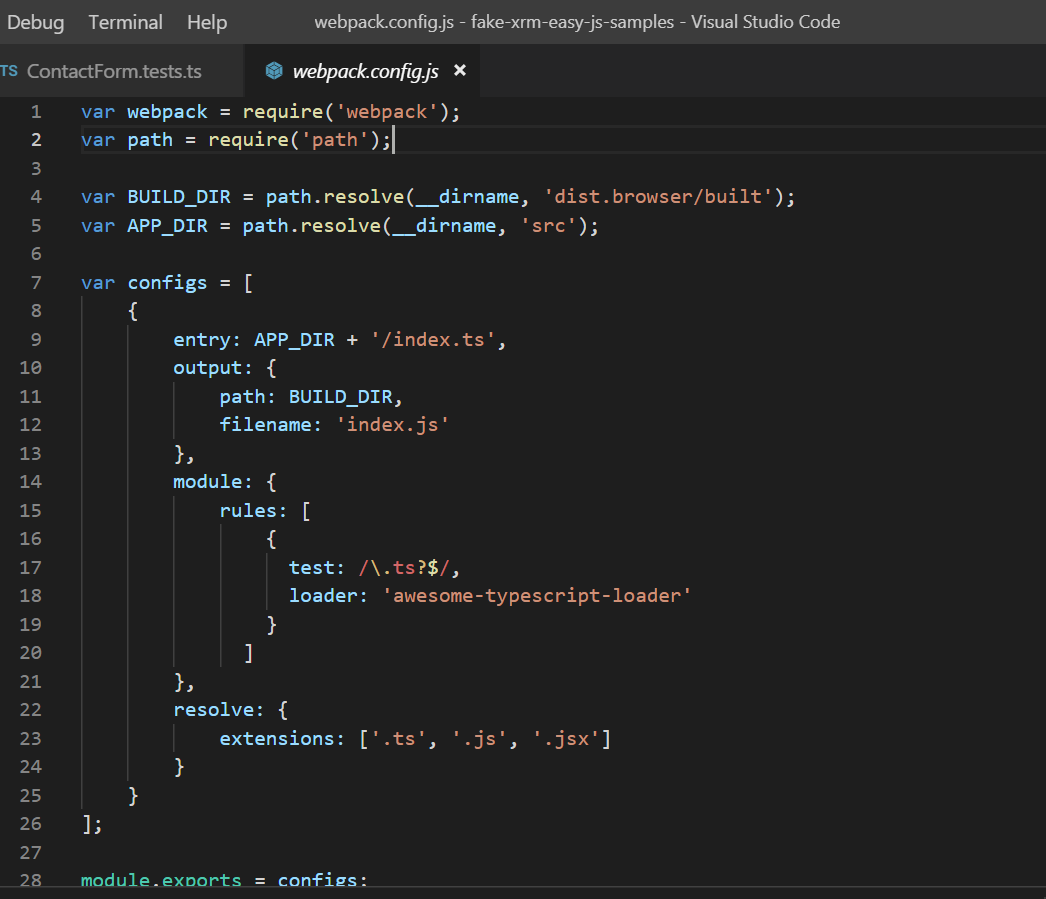 Debug Terminal Help webpack.config.js - fake-xrm-easy-js-samples - Visual Studio Code
TS ContactForm.tests.ts webpack.config.js ×
1 var webpack = require('webpack');
2 var path = require('path');
3
4 var BUILD_DIR = path.resolve(__dirname, 'dist.browser/built');
5 var APP_DIR = path.resolve(__dirname, 'src');
6
7 var configs = [
8     {
9         entry: APP_DIR + '/index.ts',
10         output: {
11             path: BUILD_DIR,
12             filename: 'index.js'
13         },
14         module: {
15             rules: [
16                 {
17                   test: /\.ts?$/,
18                   loader: 'awesome-typescript-loader'
19                 }
20               ]
21         },
22         resolve: {
23             extensions: ['.ts', '.js', '.jsx']
24         }
25     }
26 ];
27
28 module.exports = configs;